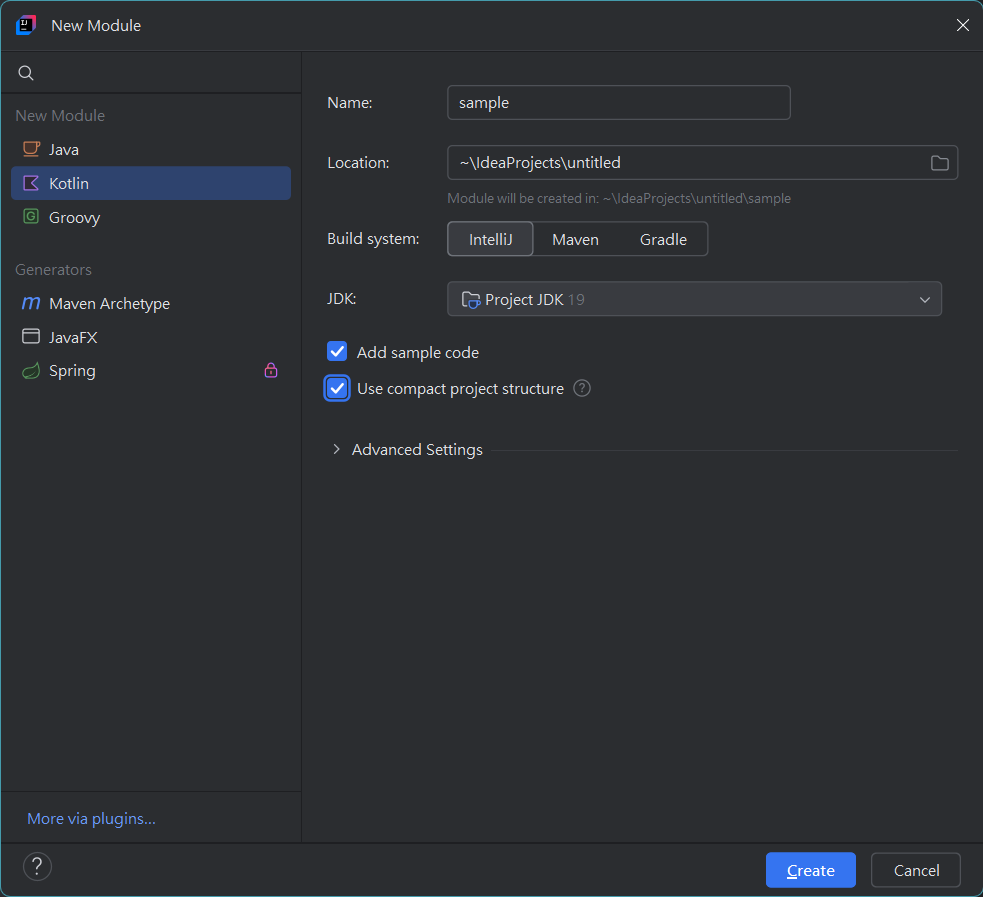 New Module
New Module
Java
Kotlin
Groovy
Generators
Maven Archetype
JavaFX
Spring
More via plugins...
Name:
sample
Location:
~\IdeaProjects\untitled
Module will be created in: ~\IdeaProjects\untitled\sample
Build system:
IntelliJ Maven Gradle
JDK:
Project JDK 19
Add sample code
Use compact project structure ?
Advanced Settings
?
Create
Cancel